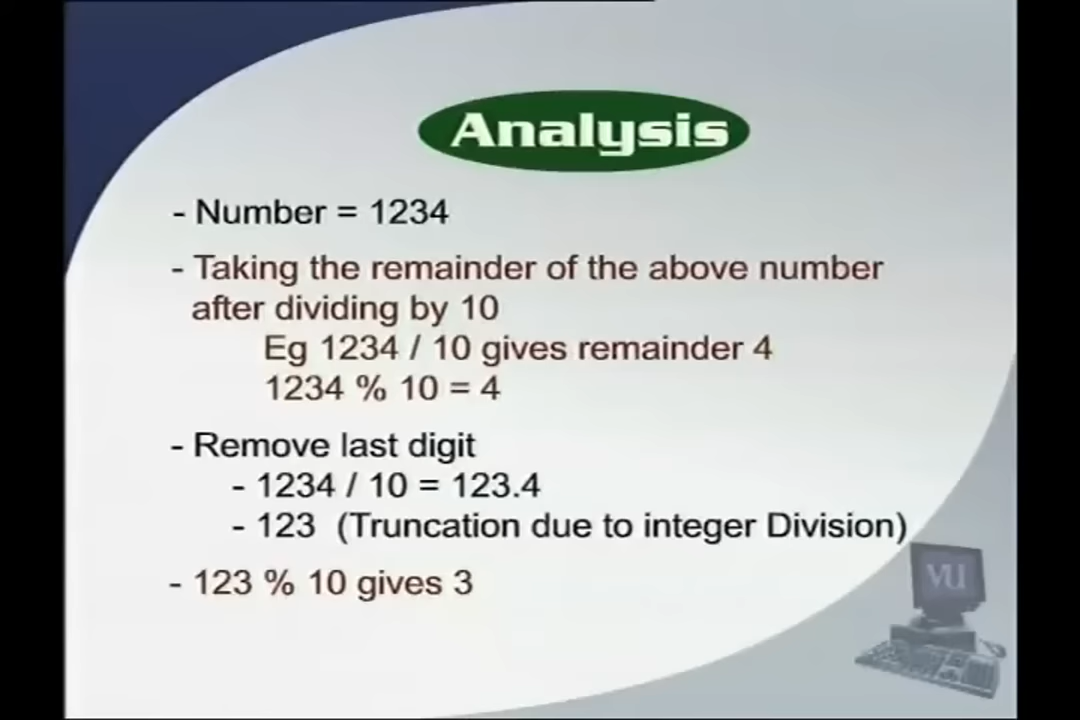 Analysis
- Number = 1234
- Taking the remainder of the above number
after dividing by 10
Eg 1234 / 10 gives remainder 4
1234 % 10 = 4
- Remove last digit
- 1234 / 10 = 123.4
- 123 (Truncation due to integer Division)
- 123 % 10 gives 3
VU